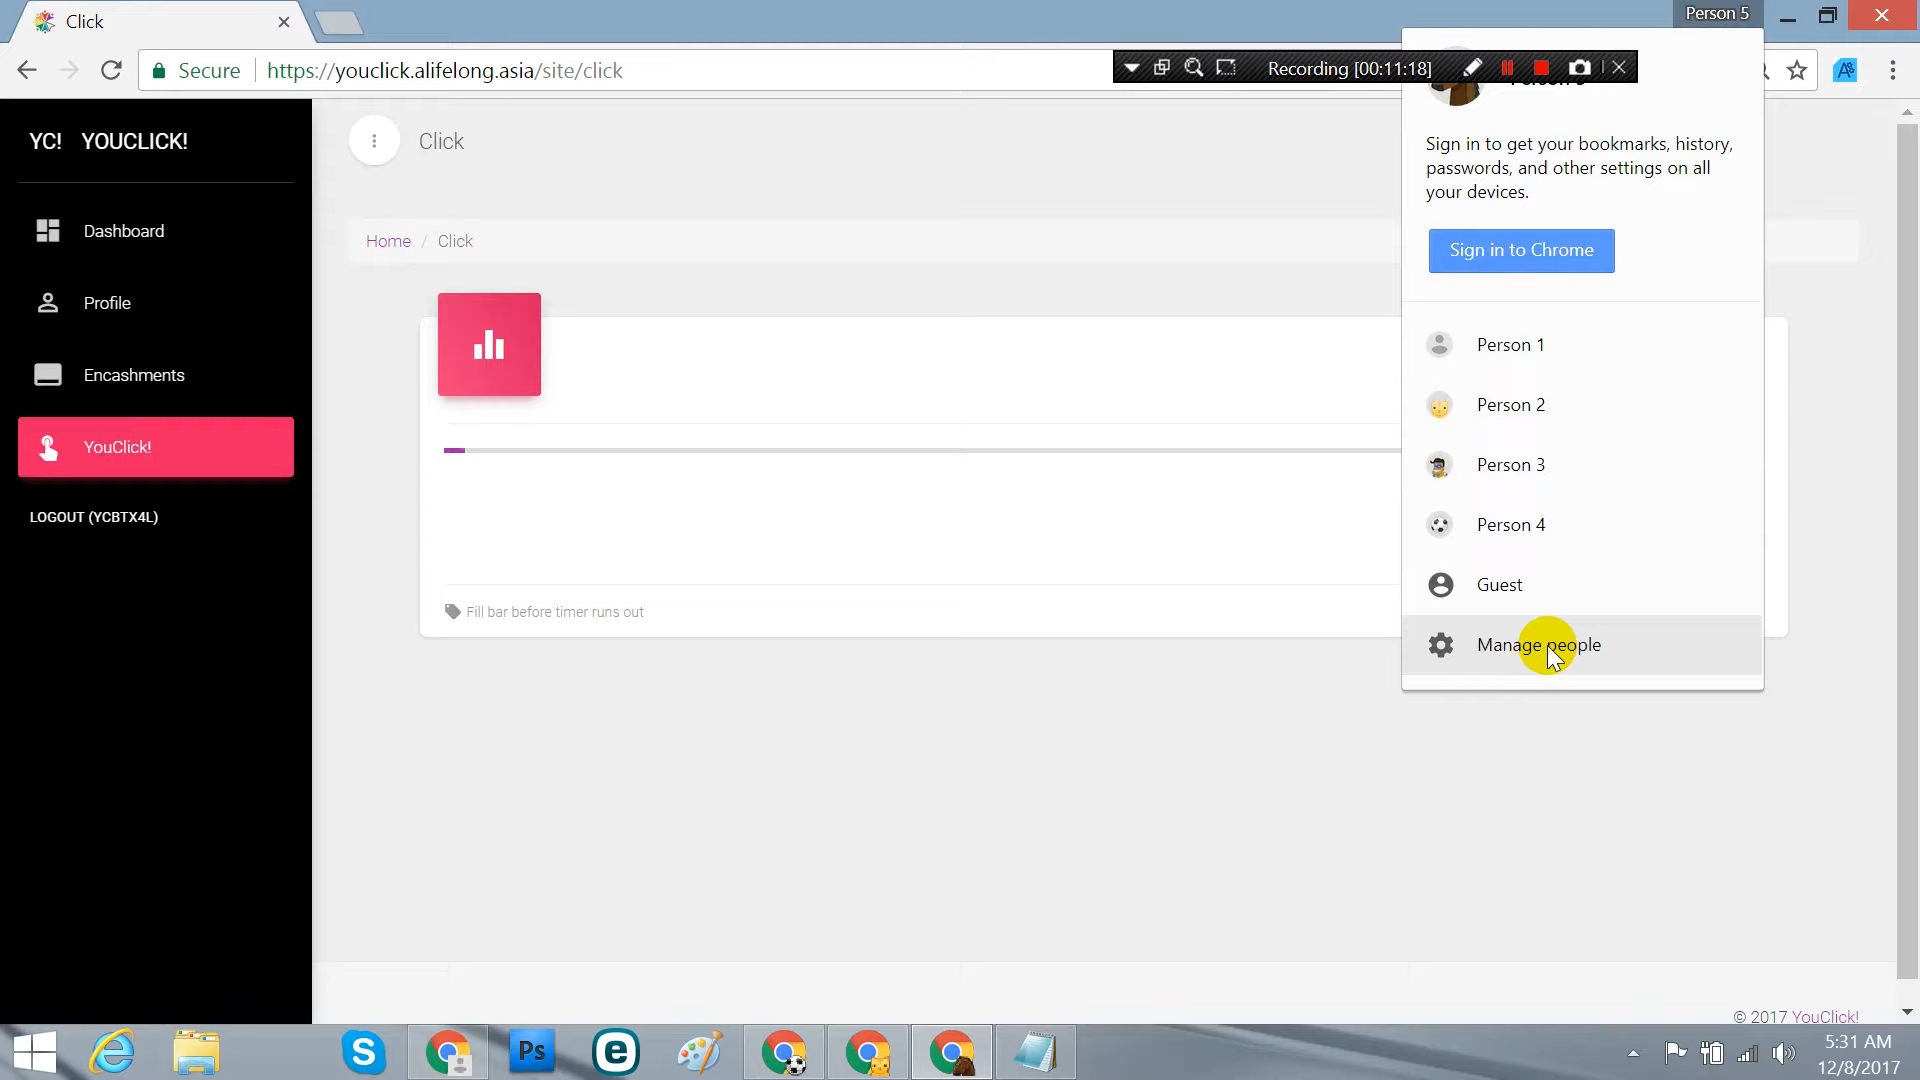 Click
Person 5
Secure
https://youclick.alifelong.asia/site/click
Recording [00:11:18]
YC! YOUCLICK!
Click
Sign in to get your bookmarks, history,
passwords, and other settings on all
your devices.
Dashboard
Home / Click
Sign in to Chrome
Profile
Person 1
Encashments
Person 2
YouClick!
Person 3
LOGOUT (YCBTX4L)
Person 4
Guest
Fill bar before timer runs out
Manage people
© 2017 YouClick!
Ps
5:31 AM
12/8/2017